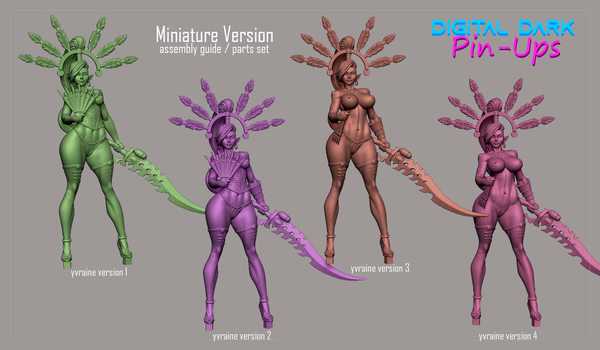 Miniature Version
assembly guide / parts set
DIGITAL DARK
Pin-Ups
yvraine version 1
yvraine version 2
yvraine version 3
yvraine version 4